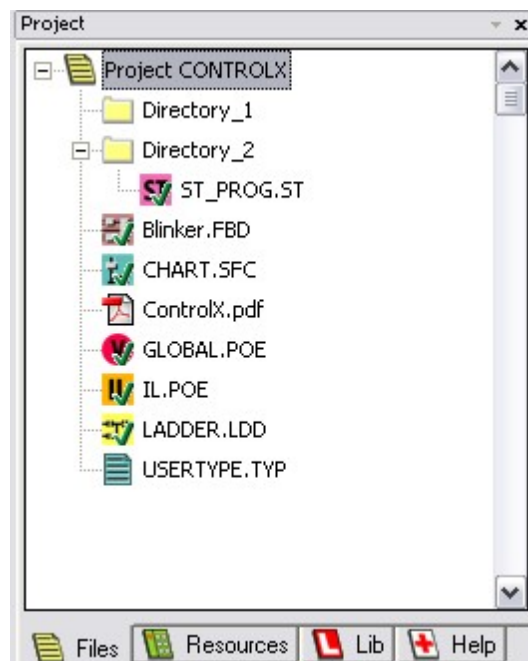 Project
Project CONTROLX
Directory_1
Directory_2
ST_PROG.ST
Blinker.FBD
CHART.SFC
ControlX.pdf
GLOBAL.POE
IL.POE
LADDER.LDD
USERTYPE.TYP
Files Resources Lib Help